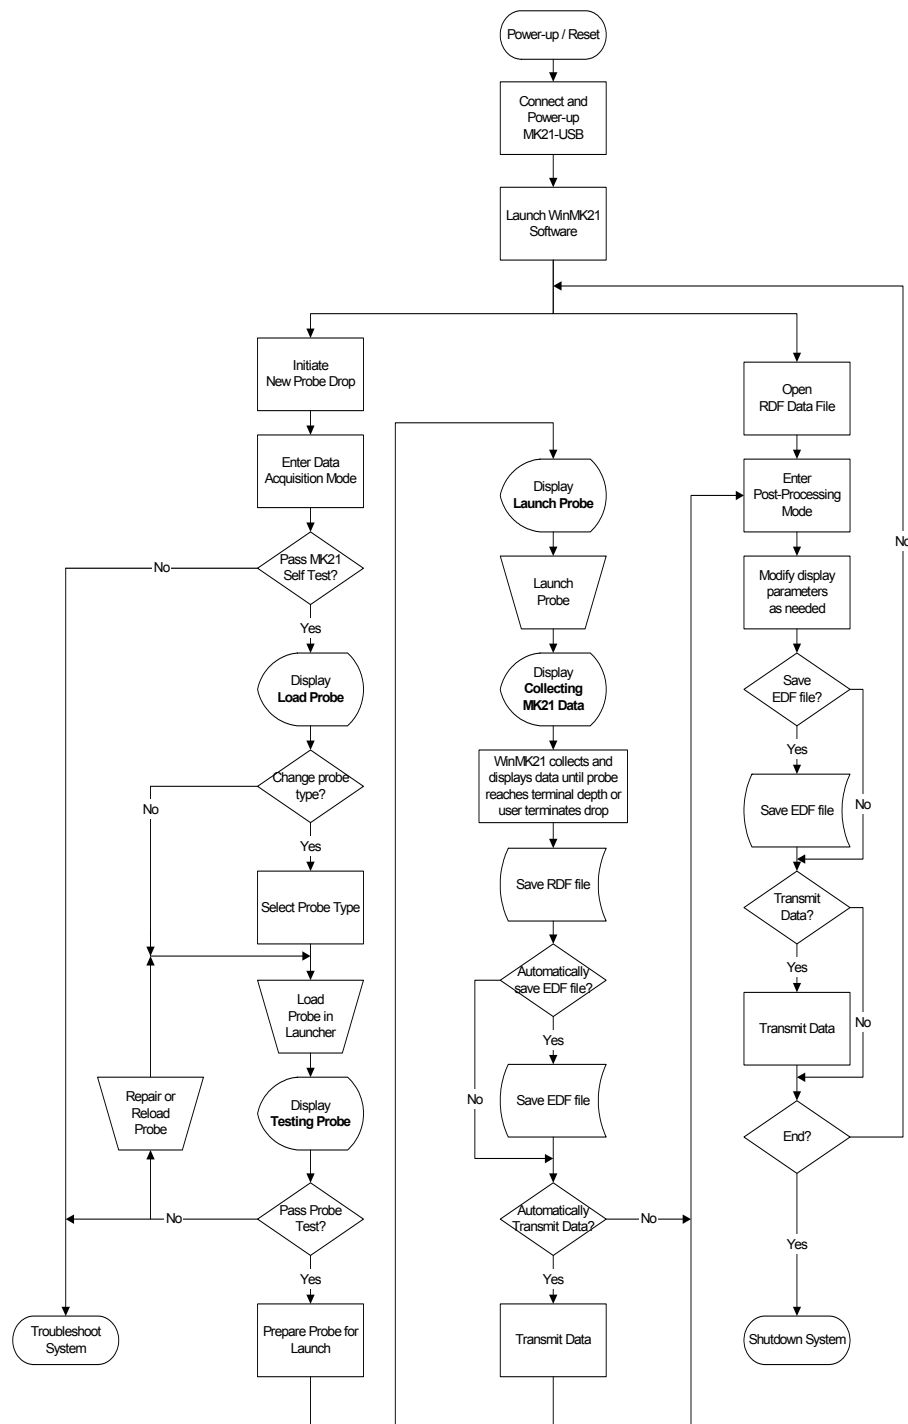 Power-up / Reset
Connect and
Power-up
MK21-USB
Launch WinMK21
Software
Initiate
New Probe Drop
Enter Data
Acquisition Mode
Pass MK21
Self Test?
No
Yes
Display
Load Probe
Change probe
type?
No
Yes
Select Probe Type
Load
Probe in
Launcher
Repair or
Reload
Probe
Display
Testing Probe
Pass Probe
Test?
No
Yes
Troubleshoot
System
Prepare Probe for
Launch
Display
Launch Probe
Launch
Probe
Display
Collecting
MK21 Data
WinMK21 collects and
displays data until probe
reaches terminal depth or
user terminates drop
Save RDF file
Automatically
save EDF file?
Yes
No
Save EDF file
Automatically
Transmit Data?
No
Yes
Transmit Data
Open
RDF Data File
Enter
Post-Processing
Mode
No
Modify display
parameters
as needed
Save
EDF file?
Yes
No
Save EDF file
Transmit
Data?
Yes
No
Transmit Data
End?
Yes
Shutdown System